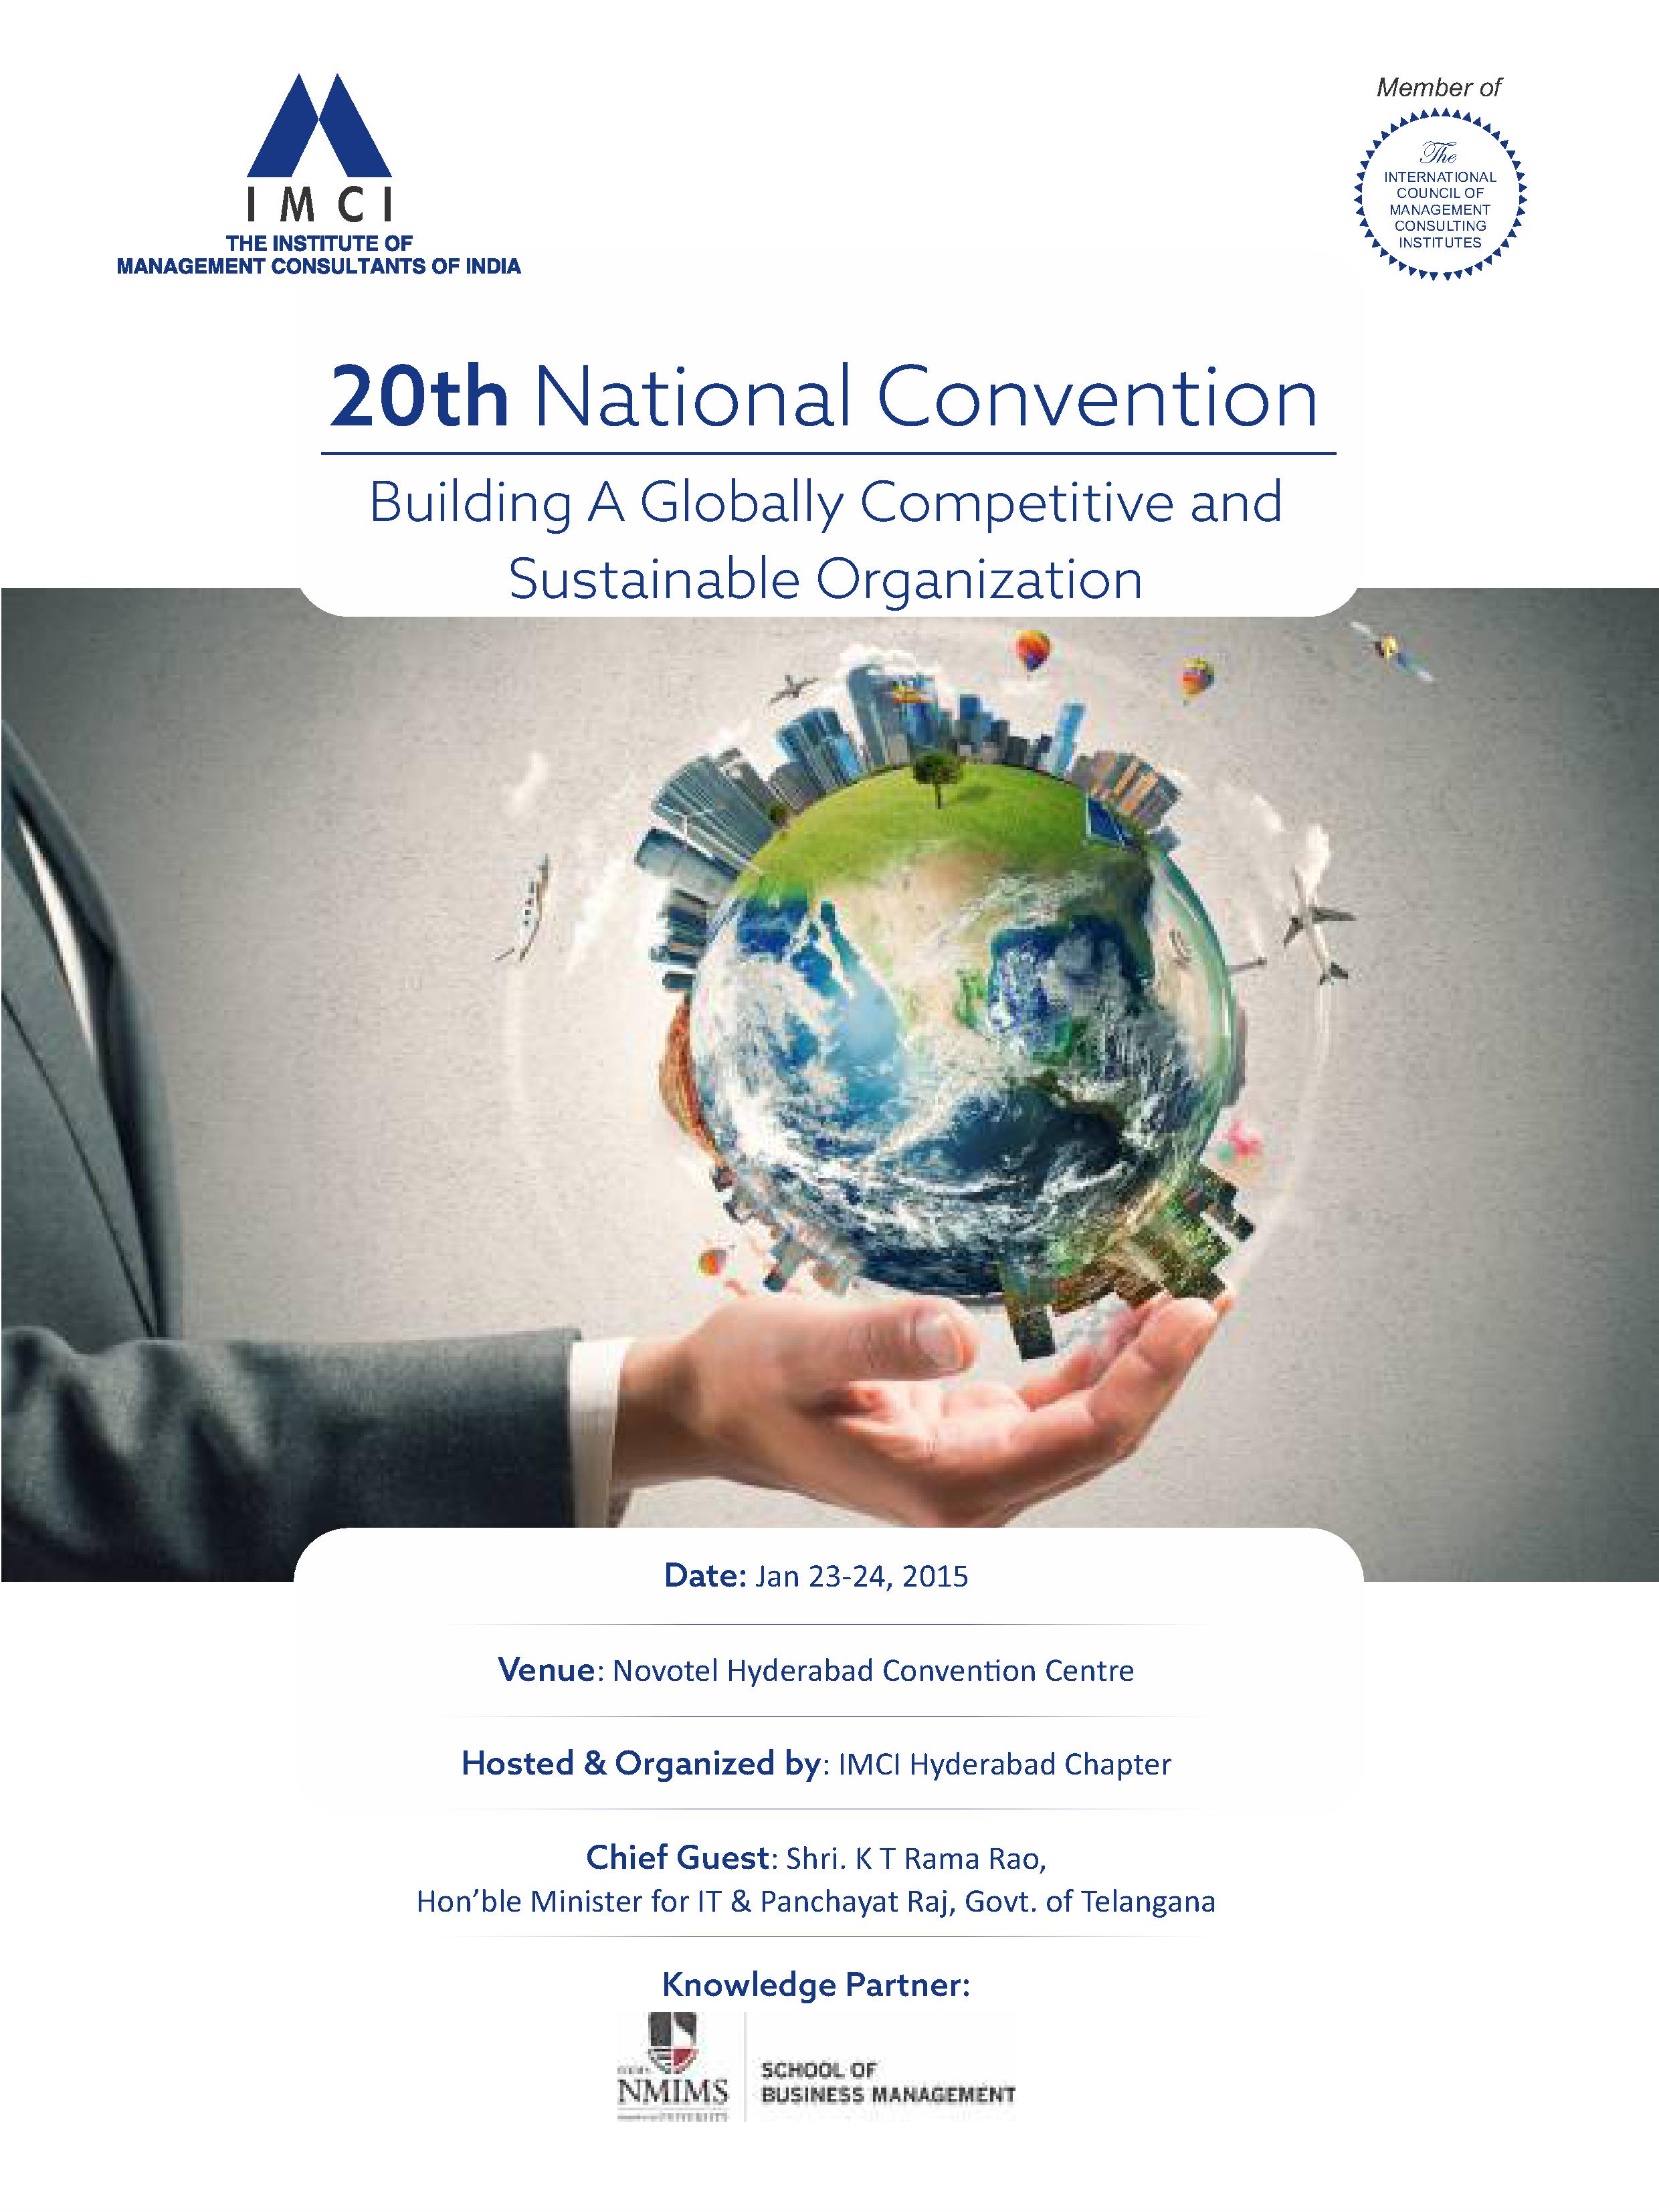 IMCI
THE INSTITUTE OF
MANAGEMENT CONSULTANTS OF INDIA
Member of
The
INTERNATIONAL
COUNCIL OF
MANAGEMENT
CONSULTING
INSTITUTES
20th National Convention
Building A Globally Competitive and
Sustainable Organization
Date: Jan 23-24, 2015
Venue: Novotel Hyderabad Convention Centre
Hosted & Organized by: IMCI Hyderabad Chapter
Chief Guest: Shri. K T Rama Rao,
Hon’ble Minister for IT & Panchayat Raj, Govt. of Telangana
Knowledge Partner:
NMIMS
UNIVERSITY
SCHOOL OF
BUSINESS MANAGEMENT